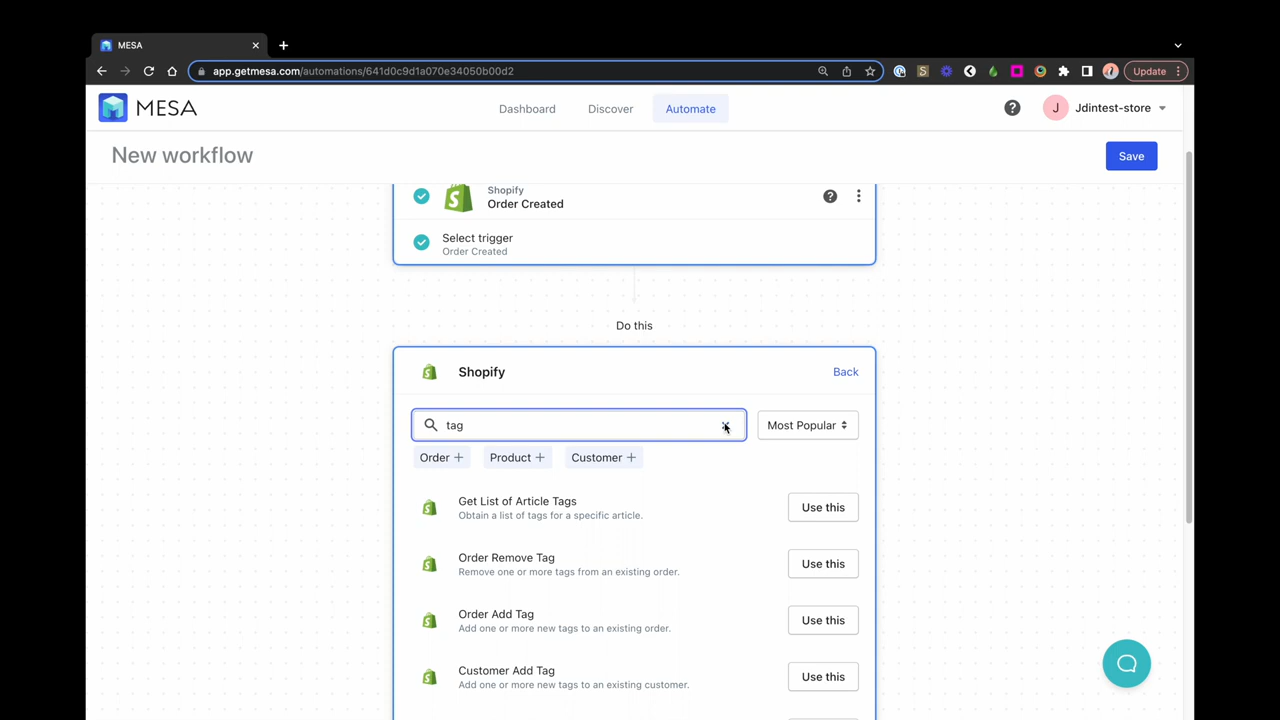 MESA
app.getmesa.com/automations/641d0c9d1a070e34050b00d2
Update
MESA
Dashboard
Discover
Automate
J
Jdintest-store
New workflow
Save
Shopify
Order Created
Select trigger
Order Created
Do this
Shopify
Back
tag
Most Popular
Order
Product
Customer
Get List of Article Tags
Obtain a list of tags for a specific article.
Use this
Order Remove Tag
Remove one or more tags from an existing order.
Use this
Order Add Tag
Add one or more new tags to an existing order.
Use this
Customer Add Tag
Add one or more new tags to an existing customer.
Use this